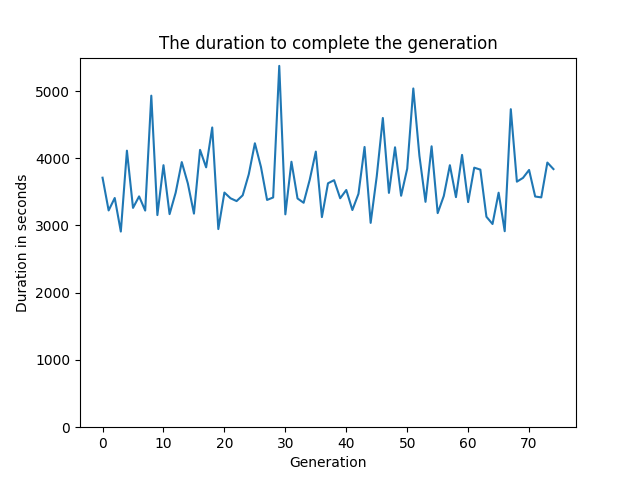 The duration to complete the generation
5000
4000
3000
2000
1000
0
Duration in seconds
0 10 20 30 40 50 60 70
Generation